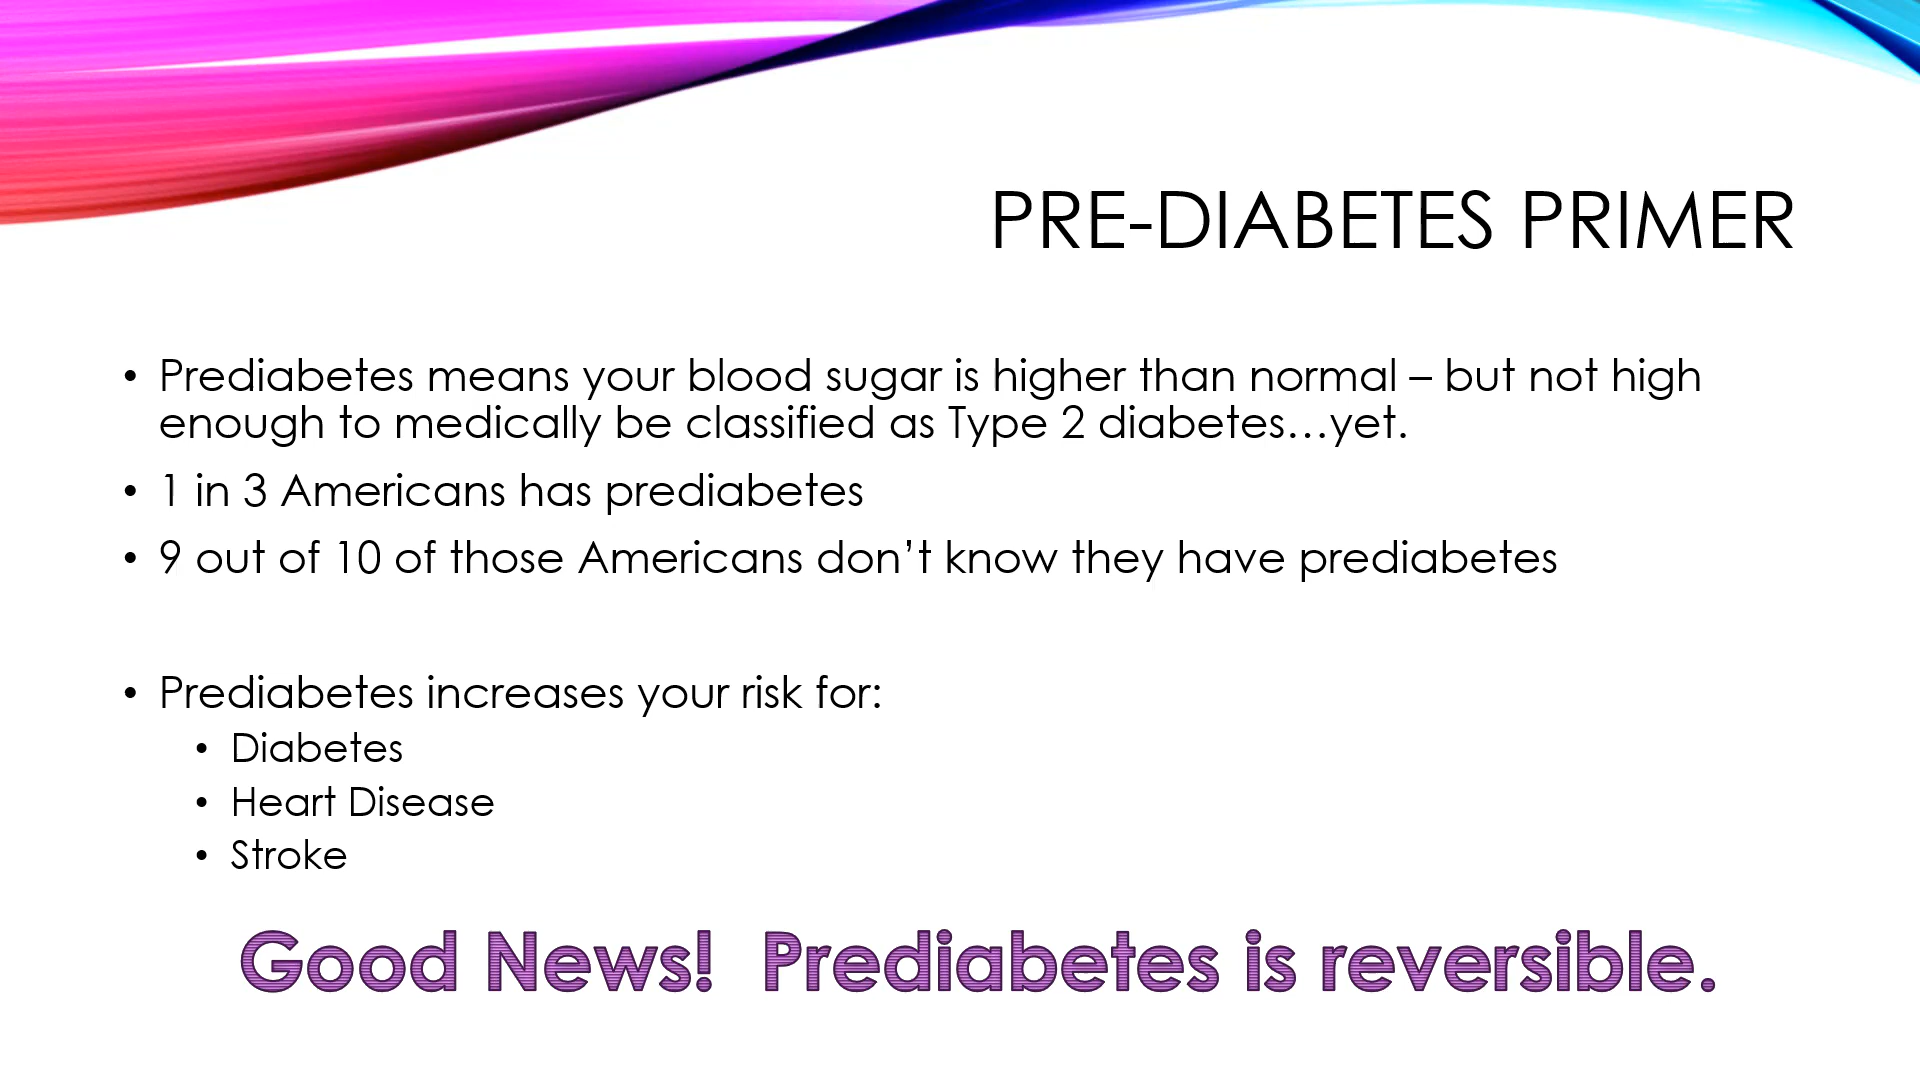 PRE-DIABETES PRIMER
• Prediabetes means your blood sugar is higher than normal – but not high
enough to medically be classified as Type 2 diabetes…yet.
• 1 in 3 Americans has prediabetes
• 9 out of 10 of those Americans don’t know they have prediabetes
• Prediabetes increases your risk for:
• Diabetes
• Heart Disease
• Stroke
Good News!  Prediabetes is reversible.